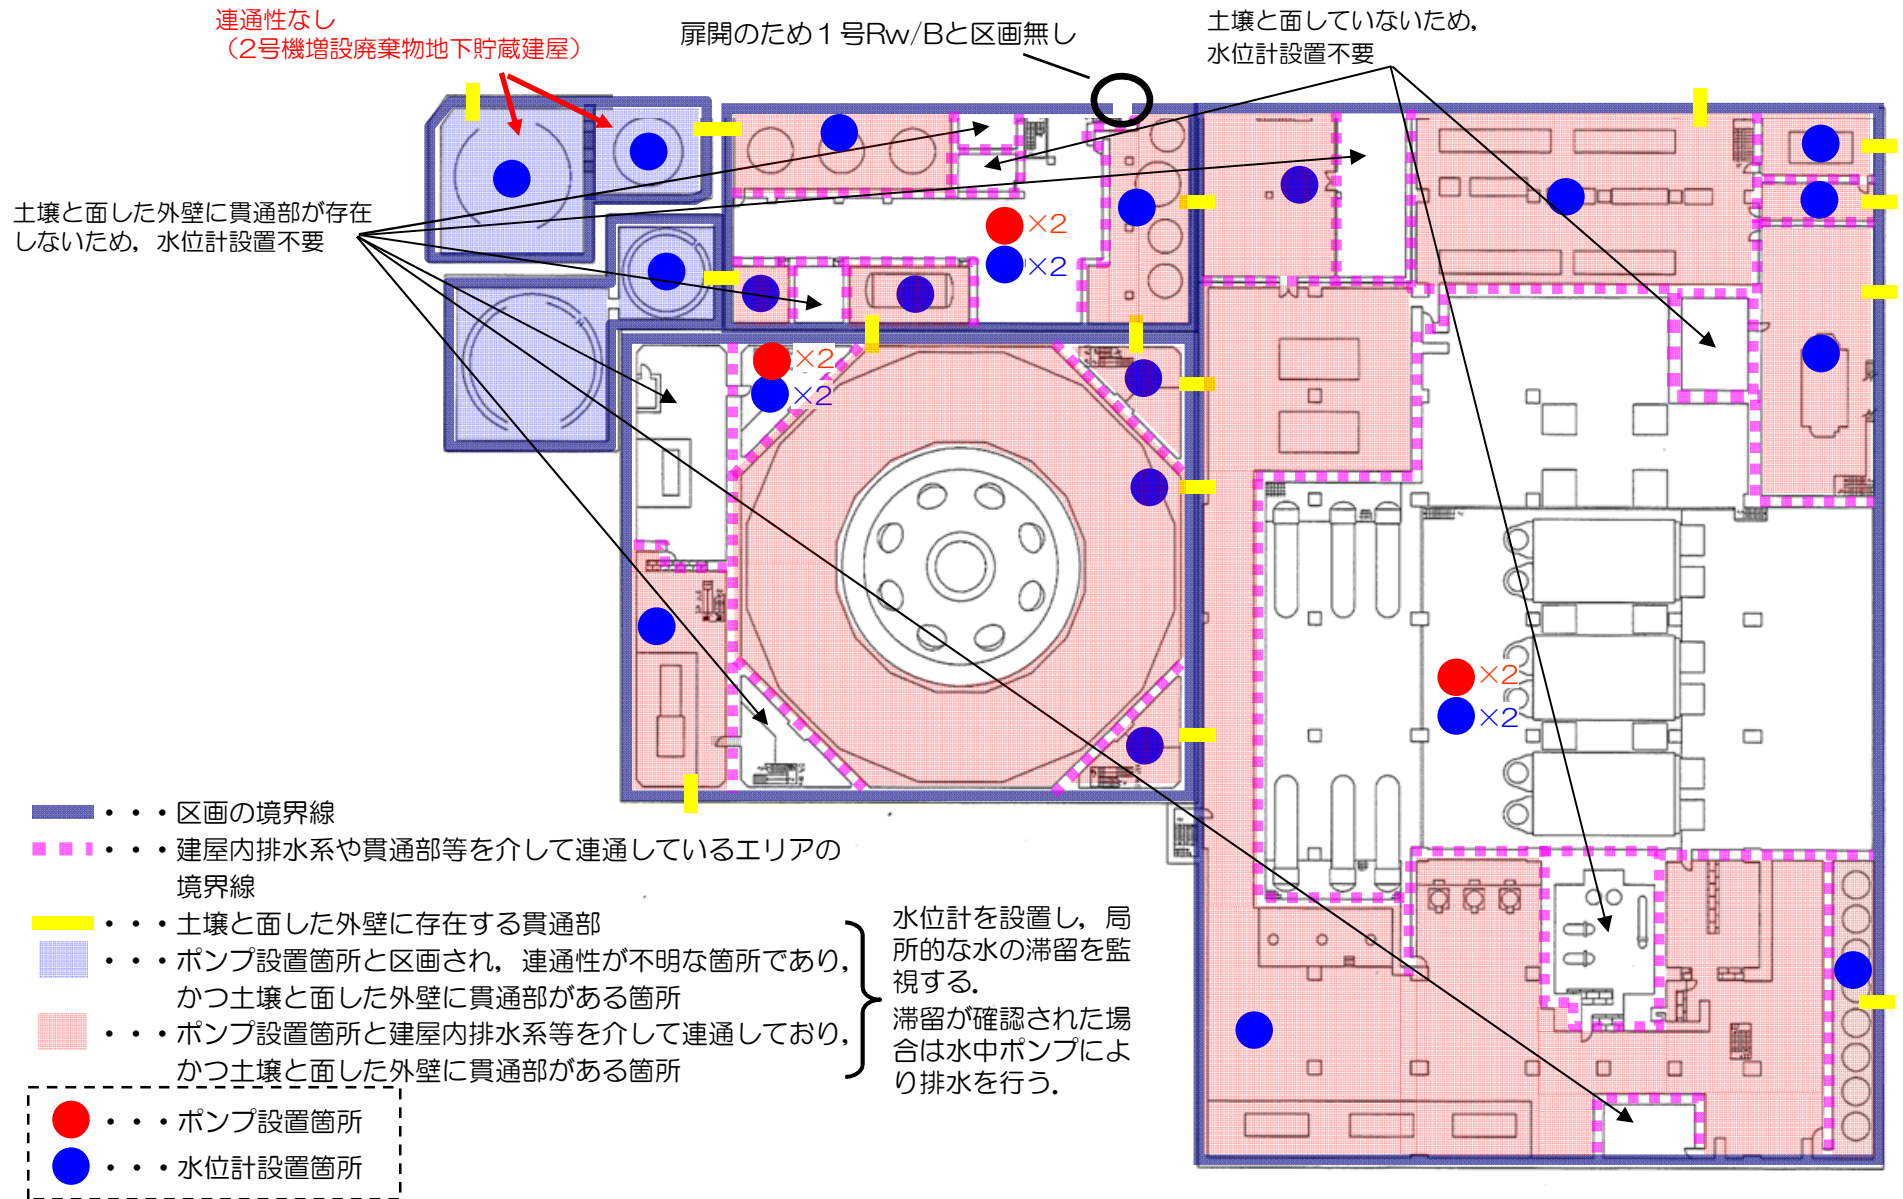 連通性なし
（2号機増設廃棄物地下貯蔵建屋）
扉開のため１号Rw/Bと区画無し
土壌と面していないため，
水位計設置不要
土壌と面した外壁に貫通部が存在
しないため，水位計設置不要
×2
×2
×2
×2
×2
×2
・・・区画の境界線
・・・建屋内排水系や貫通部等を介して連通しているエリアの
境界線
・・・土壌と面した外壁に存在する貫通部
・・・ポンプ設置箇所と区画され，連通性が不明な箇所であり，
かつ土壌と面した外壁に貫通部がある箇所
・・・ポンプ設置箇所と建屋内排水系等を介して連通しており，
かつ土壌と面した外壁に貫通部がある箇所
水位計を設置し，局
所的な水の滞留を監
視する．
滞留が確認された場
合は水中ポンプによ
り排水を行う．
・・・ポンプ設置箇所
・・・水位計設置箇所